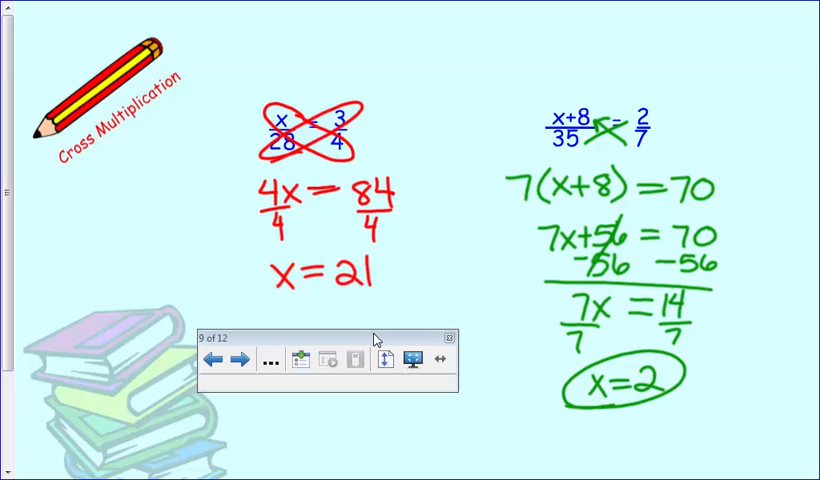 Cross Multiplication
x/28 = 3/4
4x = 84
4 4
x = 21
x+8/35 = 2/7
7(x+8) = 70
7x+56 = 70
-56 -56
7x = 14
7 7
x = 2
9 of 12
...